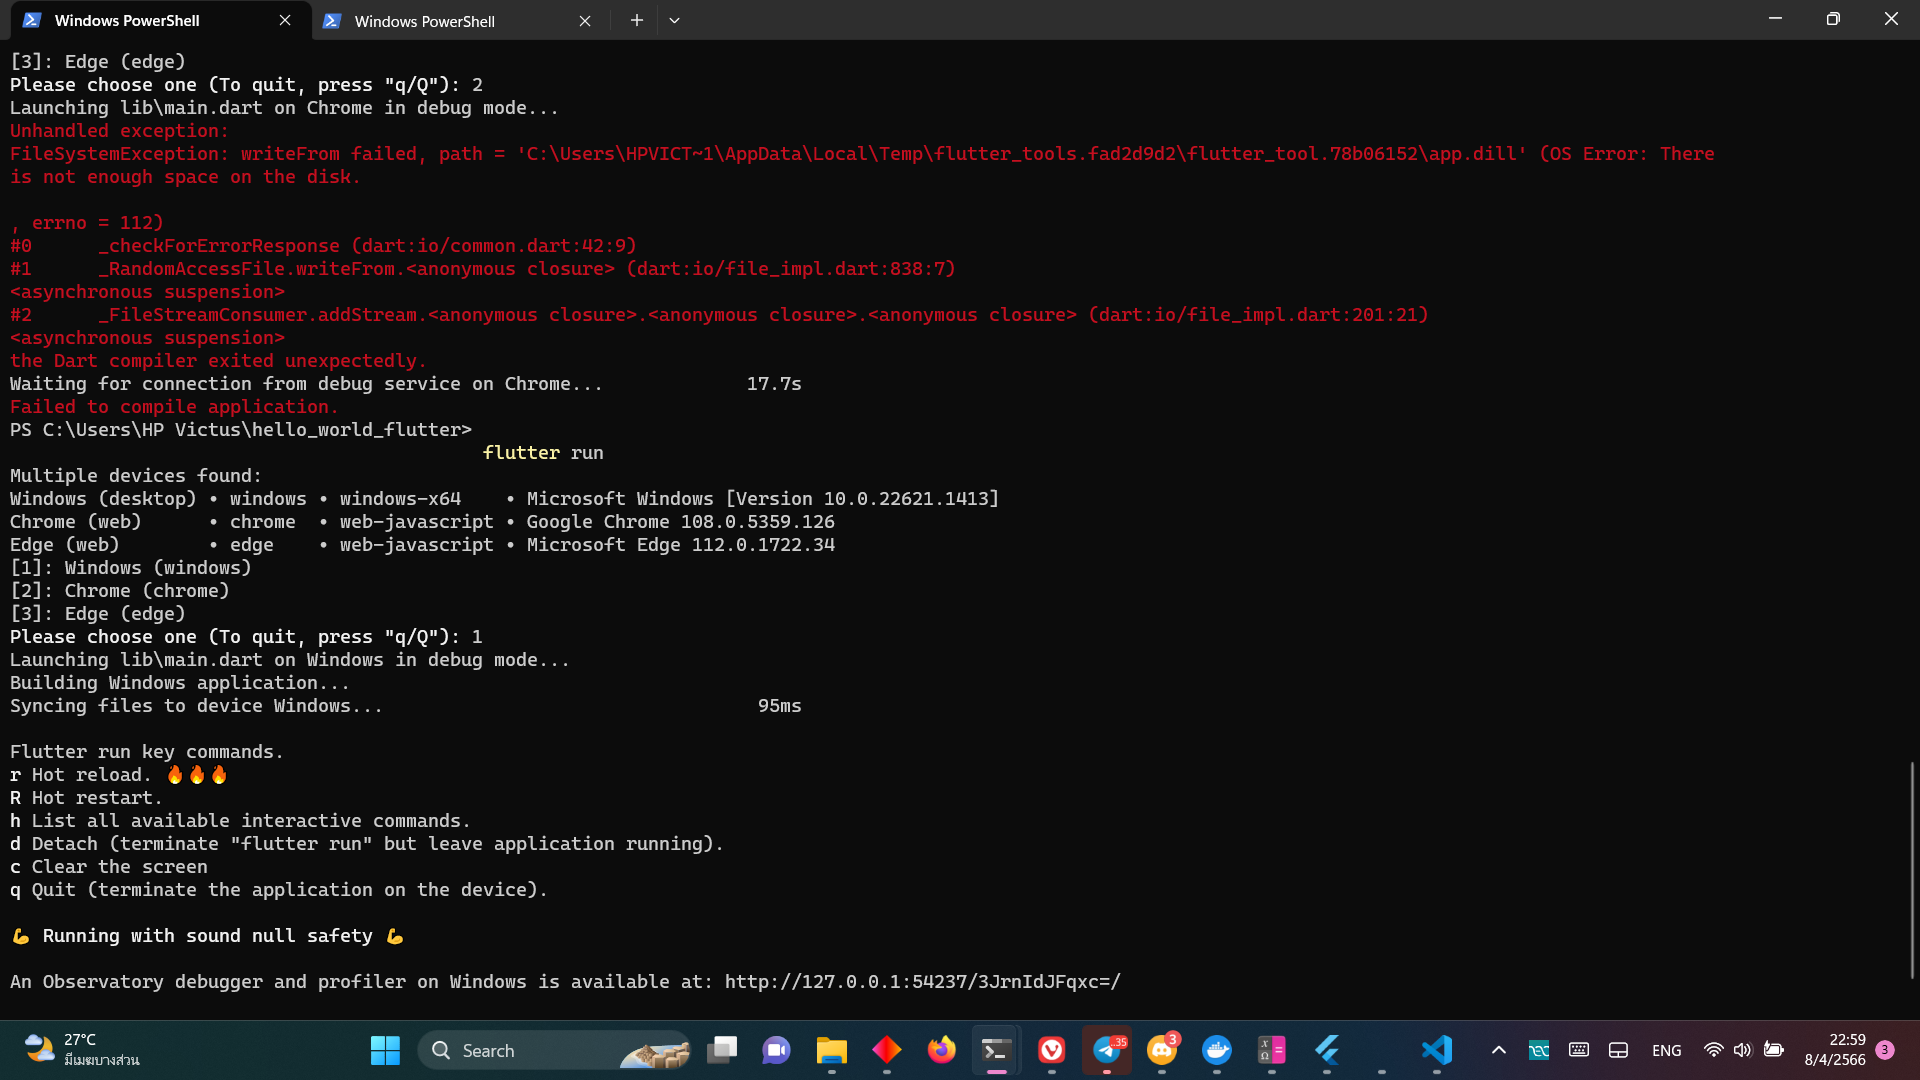 Windows PowerShell
Windows PowerShell
[3]: Edge (edge)
Please choose one (To quit, press "q/Q"): 2
Launching lib\main.dart on Chrome in debug mode...
Unhandled exception:
FileSystemException: writeFrom failed, path = 'C:\Users\HPVICT~1\AppData\Local\Temp\flutter_tools.fad2d9d2\flutter_tool.78b06152\app.dill' (OS Error: There
is not enough space on the disk.
, errno = 112)
#0      _checkForErrorResponse (dart:io/common.dart:42:9)
#1      _RandomAccessFile.writeFrom.<anonymous closure> (dart:io/file_impl.dart:838:7)
<asynchronous suspension>
#2      _FileStreamConsumer.addStream.<anonymous closure>.<anonymous closure>.<anonymous closure> (dart:io/file_impl.dart:201:21)
<asynchronous suspension>
the Dart compiler exited unexpectedly.
Waiting for connection from debug service on Chrome...             17.7s
Failed to compile application.
PS C:\Users\HP Victus\hello_world_flutter>
flutter run
Multiple devices found:
Windows (desktop) • windows • windows-x64    • Microsoft Windows [Version 10.0.22621.1413]
Chrome (web)      • chrome  • web-javascript • Google Chrome 108.0.5359.126
Edge (web)        • edge    • web-javascript • Microsoft Edge 112.0.1722.34
[1]: Windows (windows)
[2]: Chrome (chrome)
[3]: Edge (edge)
Please choose one (To quit, press "q/Q"): 1
Launching lib\main.dart on Windows in debug mode...
Building Windows application...
Syncing files to device Windows...                                  95ms
Flutter run key commands.
r Hot reload. 🔥🔥🔥
R Hot restart.
h List all available interactive commands.
d Detach (terminate "flutter run" but leave application running).
c Clear the screen
q Quit (terminate the application on the device).
💪 Running with sound null safety 💪
An Observatory debugger and profiler on Windows is available at: http://127.0.0.1:54237/3JrnIdJFqxc=/
27°C
มีเมฆบางส่วน
Search
35
3
ENG
22:59
8/4/2566
3